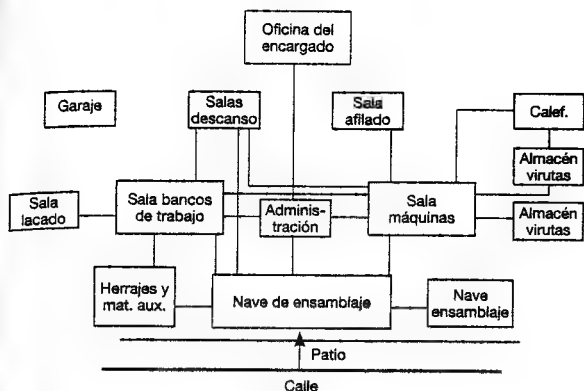 Oficina del
encargado
Garaje
Salas
descanso
Sala
afilado
Calef.
Almacén
virutas
Sala
lacado
Sala bancos
de trabajo
Adminis-
tración
Sala
máquinas
Almacén
virutas
Herrajes y
mat. aux.
Nave de ensamblaje
Nave
ensamblaje
Patio
Calle